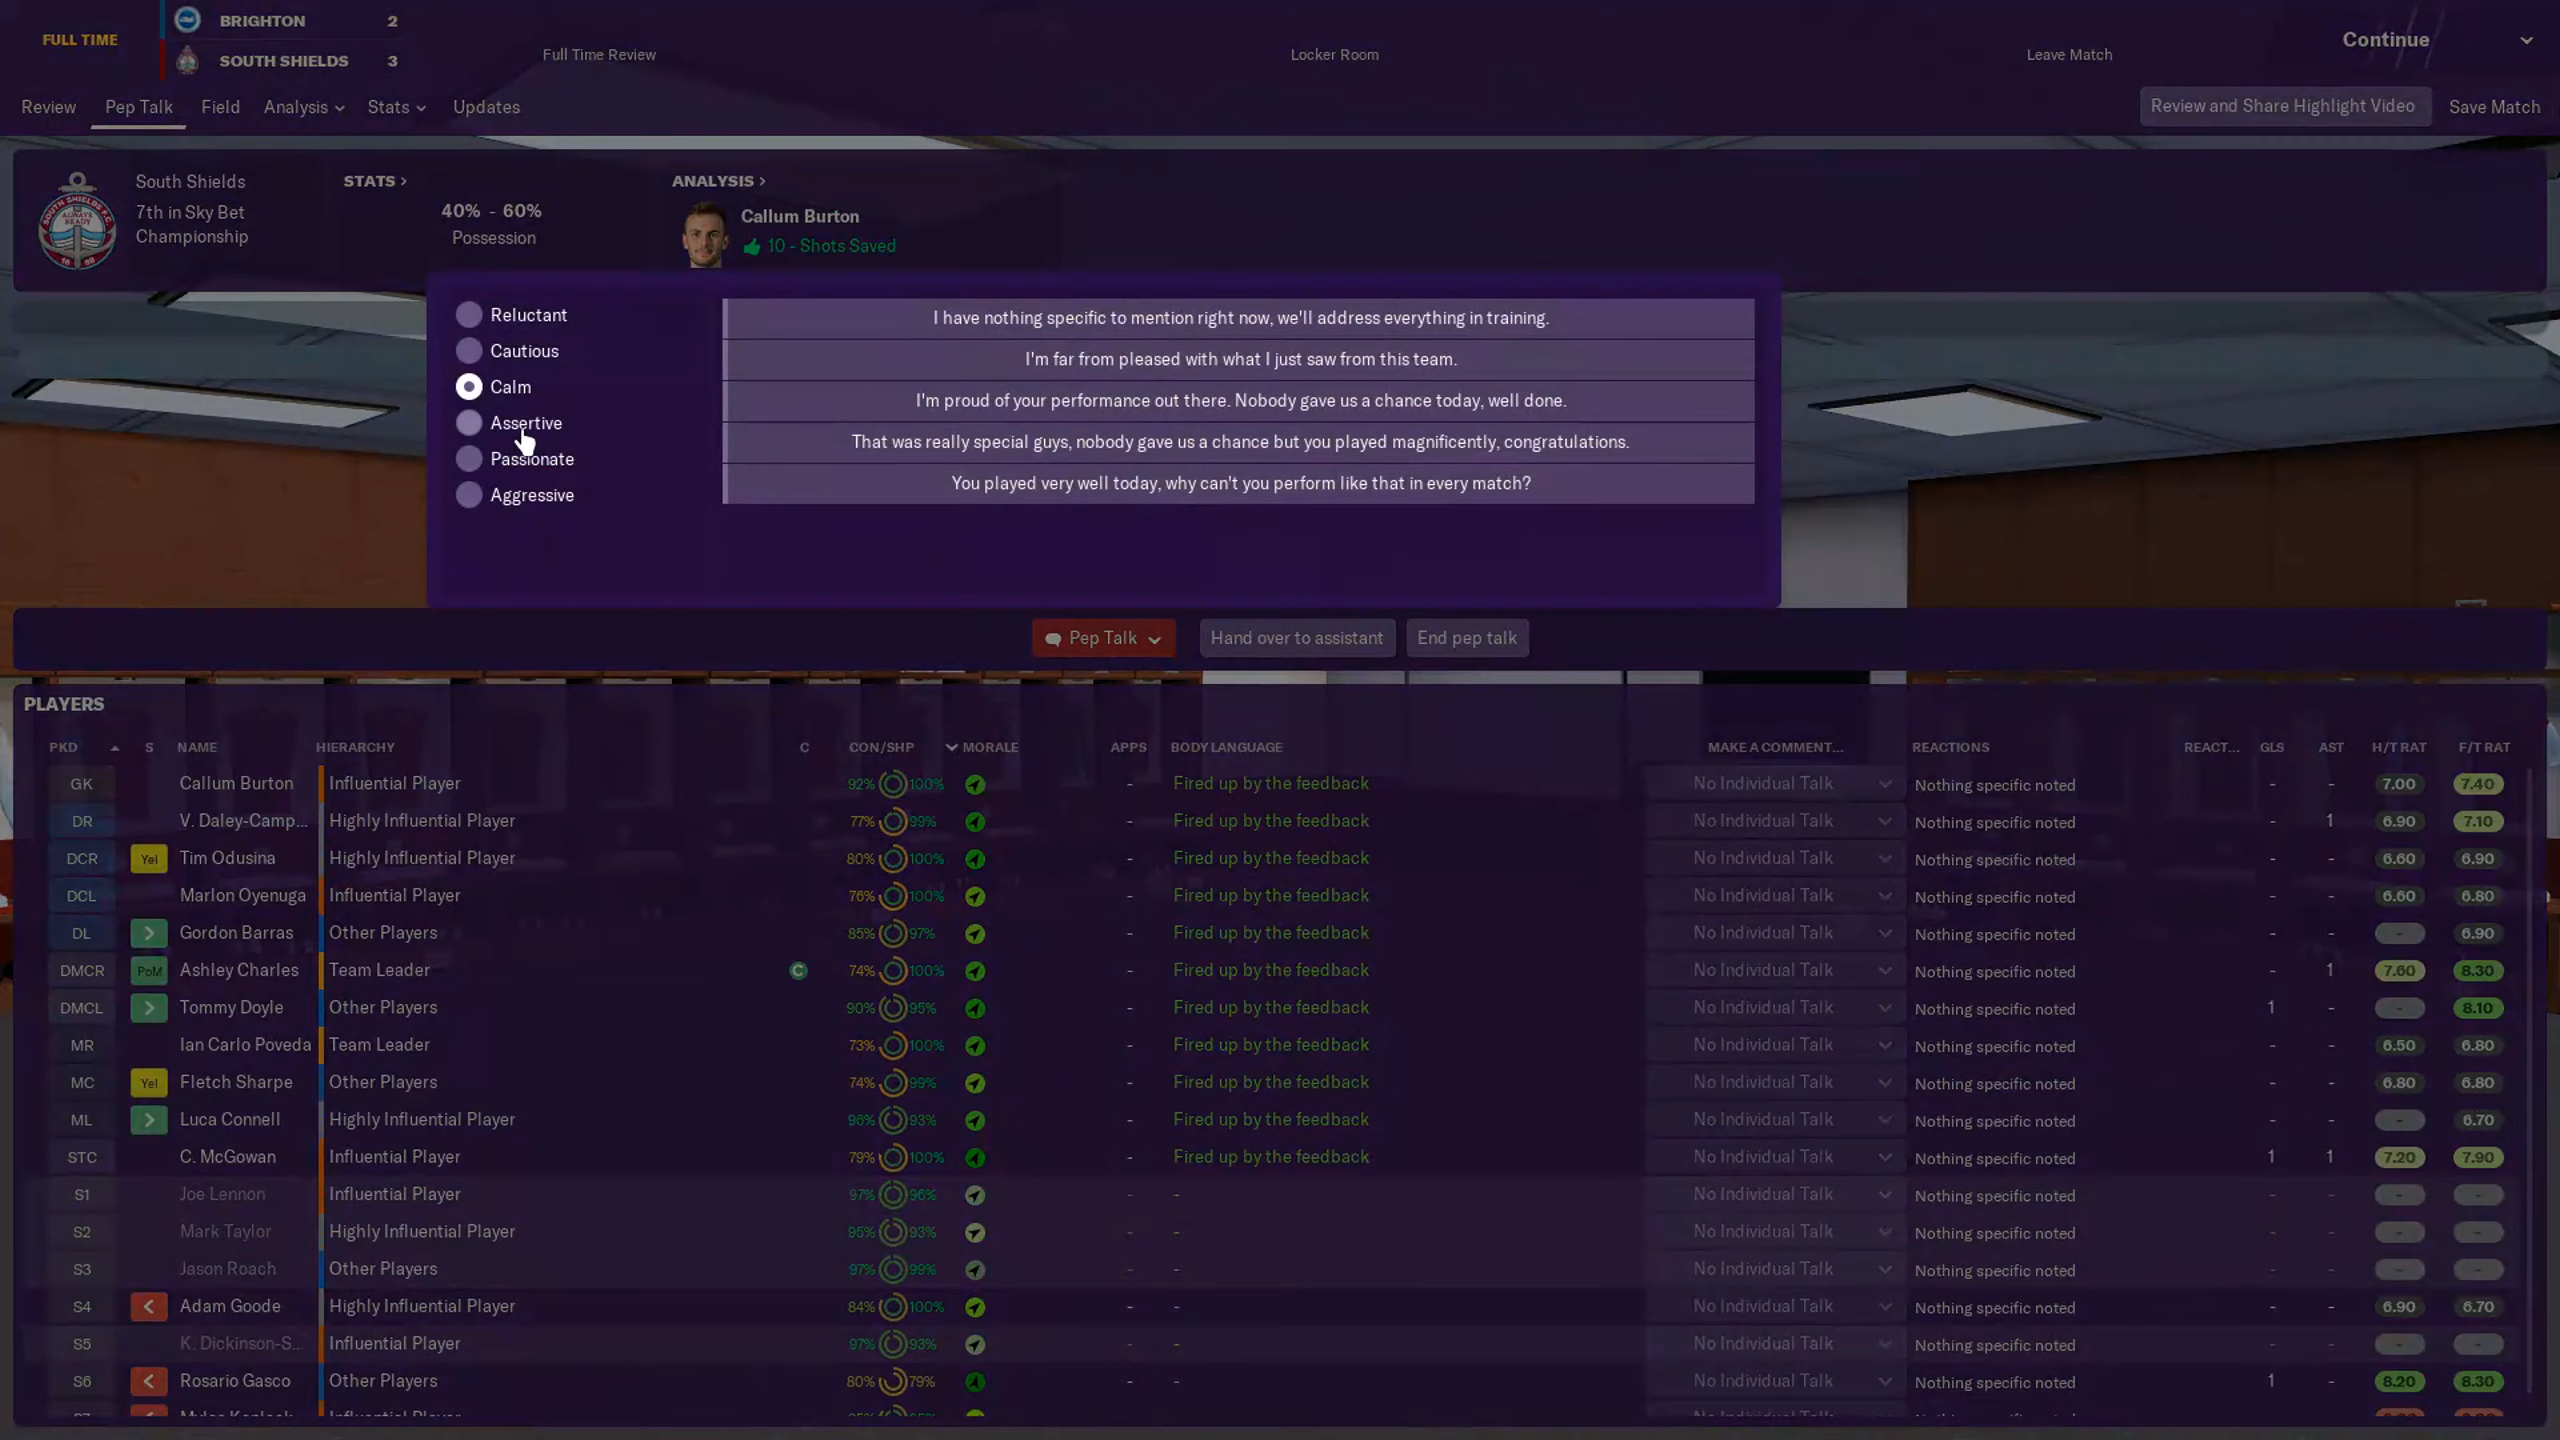 FULL TIME
BRIGHTON 2
SOUTH SHIELDS 3
Full Time Review
Locker Room
Leave Match
Continue
Review Pep Talk Field Analysis Stats Updates
Review and Share Highlight Video Save Match
South Shields
7th in Sky Bet
Championship
STATS >
40% - 60%
Possession
ANALYSIS >
Callum Burton
10 - Shots Saved
Reluctant
Cautious
Calm
Assertive
Passionate
Aggressive
I have nothing specific to mention right now, we'll address everything in training.
I'm far from pleased with what I just saw from this team.
I'm proud of your performance out there. Nobody gave us a chance today, well done.
That was really special guys, nobody gave us a chance but you played magnificently, congratulations.
You played very well today, why can't you perform like that in every match?
Pep Talk Hand over to assistant End pep talk
PLAYERS
PKD S NAME HIERARCHY C CON/SHP MORALE APPS BODY LANGUAGE MAKE A COMMENT... REACTIONS REACT... GLS AST H/T RAT F/T RAT
GK Callum Burton Influential Player 92% 100% - Fired up by the feedback No Individual Talk Nothing specific noted - - 7.00 7.40
DR V. Daley-Camp... Highly Influential Player 77% 99% - Fired up by the feedback No Individual Talk Nothing specific noted - 1 6.90 7.10
DCR Yel Tim Odusina Highly Influential Player 80% 100% - Fired up by the feedback No Individual Talk Nothing specific noted - - 6.60 6.90
DCL Marlon Oyenuga Influential Player 76% 100% - Fired up by the feedback No Individual Talk Nothing specific noted - - 6.60 6.80
DL Gordon Barras Other Players 85% 97% - Fired up by the feedback No Individual Talk Nothing specific noted - - - 6.90
DMCR PoM Ashley Charles Team Leader C 74% 100% - Fired up by the feedback No Individual Talk Nothing specific noted - 1 7.60 8.30
DMCL Tommy Doyle Other Players 90% 95% - Fired up by the feedback No Individual Talk Nothing specific noted 1 - - 8.10
MR Ian Carlo Poveda Team Leader 73% 100% - Fired up by the feedback No Individual Talk Nothing specific noted - - 6.50 6.80
MC Yel Fletch Sharpe Other Players 74% 99% - Fired up by the feedback No Individual Talk Nothing specific noted - - 6.80 6.80
ML Luca Connell Highly Influential Player 96% 93% - Fired up by the feedback No Individual Talk Nothing specific noted - - - 6.70
STC C. McGowan Influential Player 79% 100% - Fired up by the feedback No Individual Talk Nothing specific noted 1 1 7.20 7.90
S1 Joe Lennon Influential Player 97% 96% - - No Individual Talk Nothing specific noted - - - -
S2 Mark Taylor Highly Influential Player 95% 93% - - No Individual Talk Nothing specific noted - - - -
S3 Jason Roach Other Players 97% 99% - - No Individual Talk Nothing specific noted - - - -
S4 Adam Goode Highly Influential Player 84% 100% - - No Individual Talk Nothing specific noted - - 6.90 6.70
S5 K. Dickinson-S... Influential Player 97% 93% - - No Individual Talk Nothing specific noted - - - -
S6 Rosario Gasco Other Players 80% 79% - - No Individual Talk Nothing specific noted 1 - 8.20 8.30